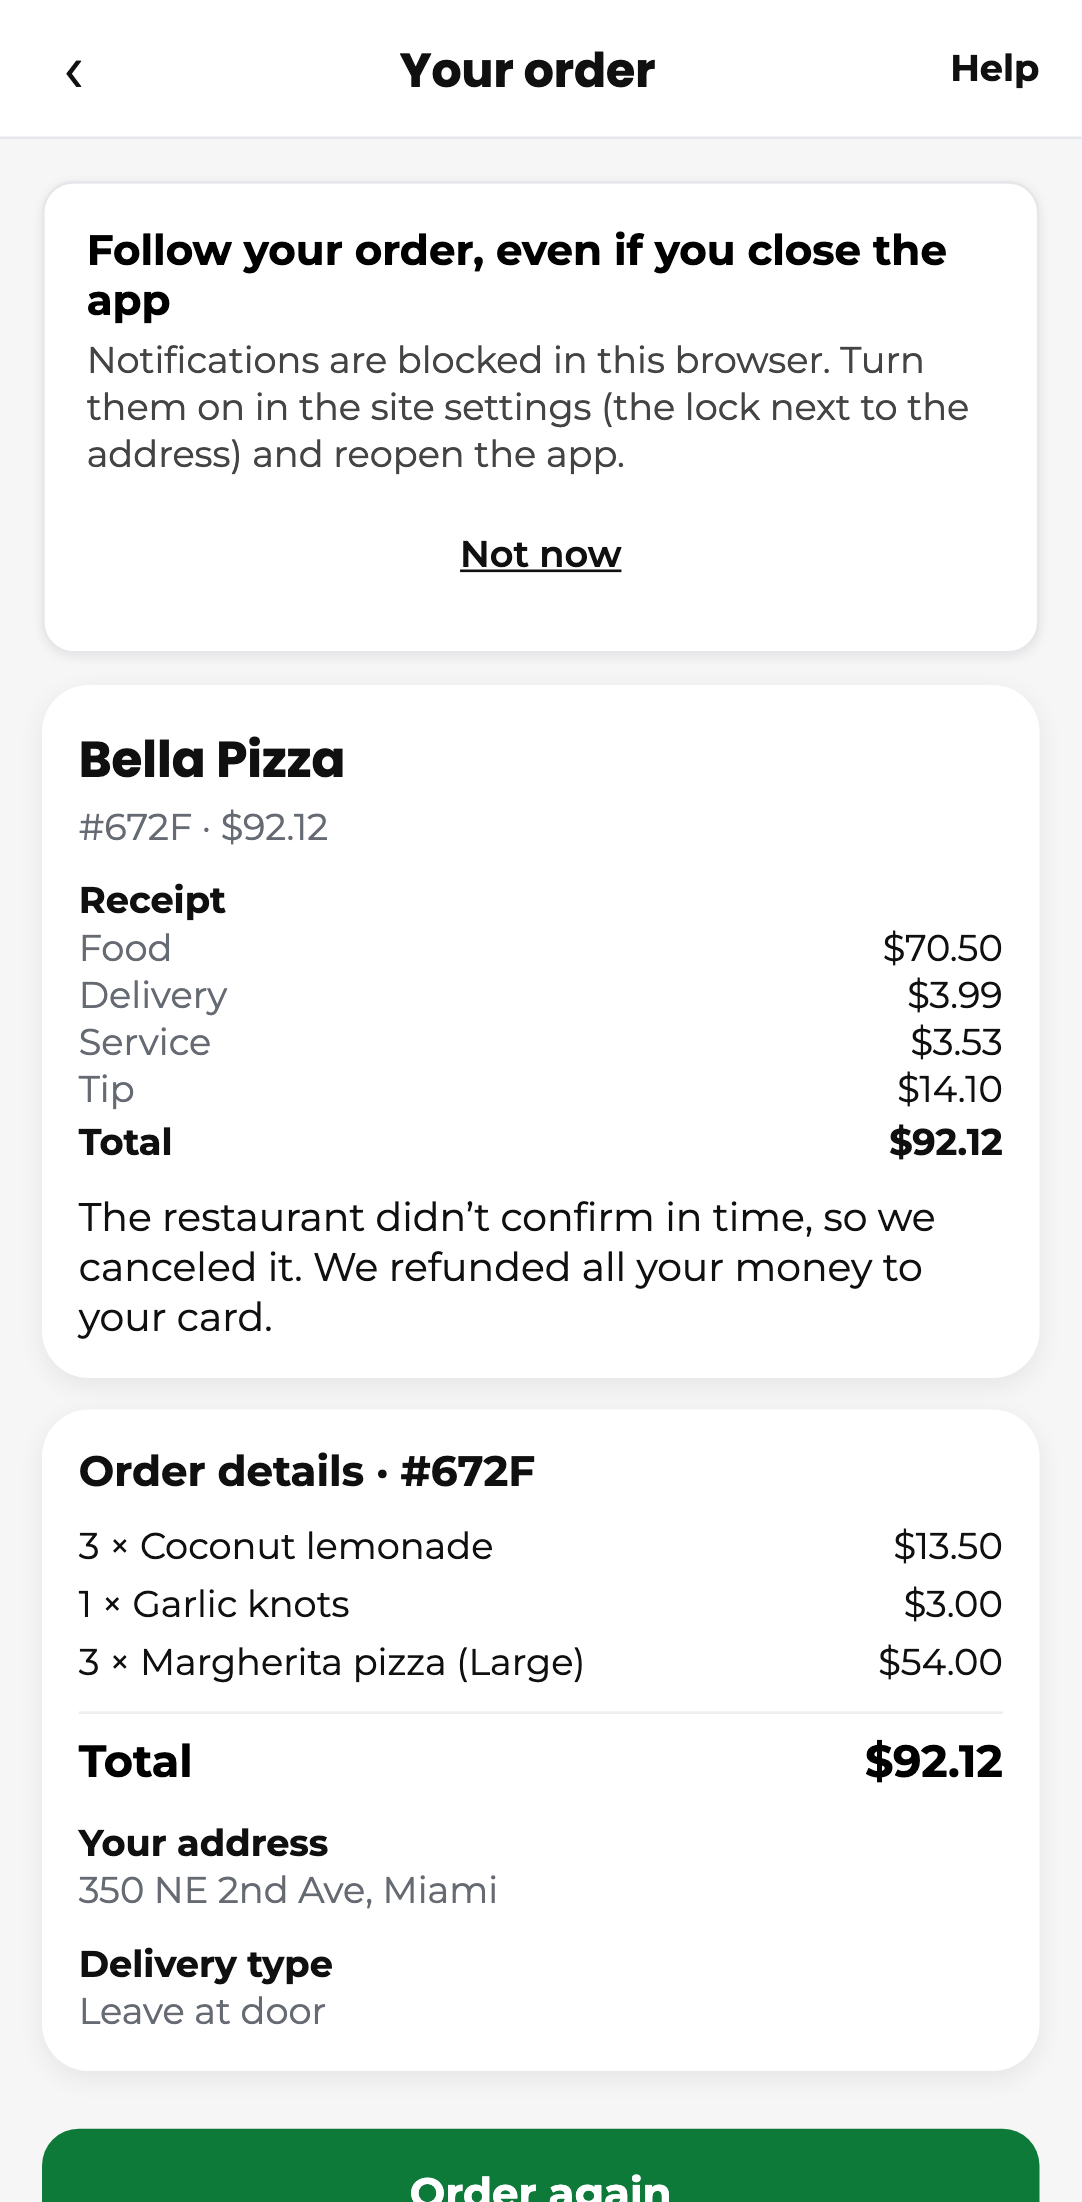 ‹ Your order Help
Follow your order, even if you close the
app
Notifications are blocked in this browser. Turn
them on in the site settings (the lock next to the
address) and reopen the app.
Not now
Bella Pizza
#672F · $92.12
Receipt
Food $70.50
Delivery $3.99
Service $3.53
Tip $14.10
Total $92.12
The restaurant didn’t confirm in time, so we
canceled it. We refunded all your money to
your card.
Order details · #672F
3 × Coconut lemonade $13.50
1 × Garlic knots $3.00
3 × Margherita pizza (Large) $54.00
Total $92.12
Your address
350 NE 2nd Ave, Miami
Delivery type
Leave at door
Order again